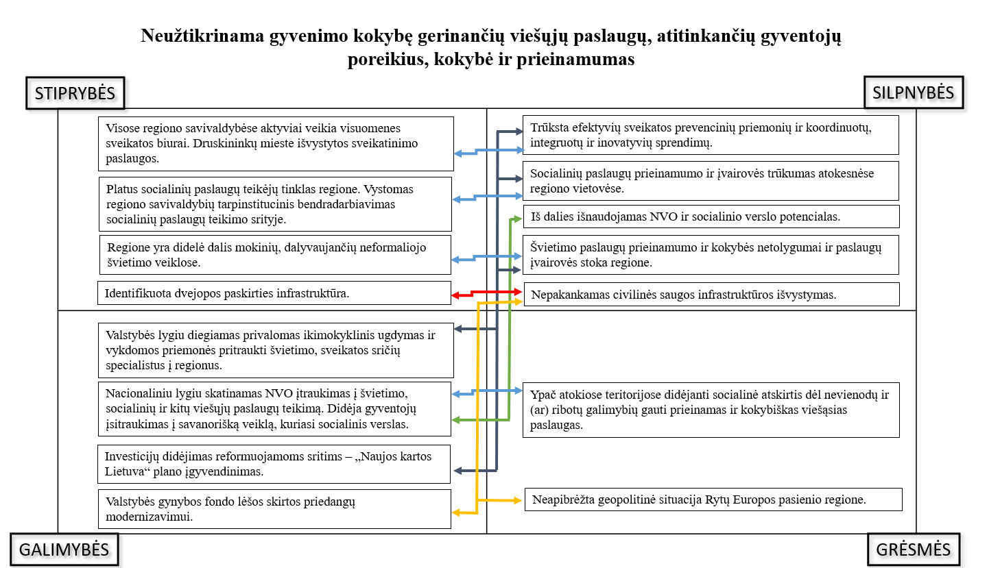 Neužtikrinama gyvenimo kokybę gerinančių viešųjų paslaugų, atitinkančių gyventojų
poreikius, kokybė ir prieinamumas
STIPRYBĖS
Visose regiono savivaldybėse aktyviai veikia visuomenes
sveikatos biurai. Druskininkų mieste išvystytos sveikatinimo
paslaugos.
Platus socialinių paslaugų teikėjų tinklas regione. Vystomas
regiono savivaldybių tarpinstitucinis bendradarbiavimas
socialinių paslaugų teikimo srityje.
Regione yra didelė dalis mokinių, dalyvaujančių neformaliojo
švietimo veiklose.
Identifikuota dvejopos paskirties infrastruktūra.
SILPNYBĖS
Trūksta efektyvių sveikatos prevencinių priemonių ir koordinuotų,
integruotų ir inovatyvių sprendimų.
Socialinių paslaugų prieinamumo ir įvairovės trūkumas atokesnėse
regiono vietovėse.
Iš dalies išnaudojamas NVO ir socialinio verslo potencialas.
Švietimo paslaugų prieinamumo ir kokybės netolygumai ir paslaugų
įvairovės stoka regione.
Nepakankamas civilinės saugos infrastruktūros išvystymas.
Valstybės lygiu diegiamas privalomas ikimokyklinis ugdymas ir
vykdomos priemonės pritraukti švietimo, sveikatos sričių
specialistus į regionus.
Nacionaliniu lygiu skatinamas NVO įtraukimas į švietimo,
socialinių ir kitų viešųjų paslaugų teikimą. Didėja gyventojų
įsitraukimas į savanorišką veiklą, kuriasi socialinis verslas.
Investicijų didėjimas reformuojamoms sritims – „Naujos kartos
Lietuva“ plano įgyvendinimas.
Valstybės gynybos fondo lėšos skirtos priedangų
modernizavimui.
GALIMYBĖS
Ypač atokiose teritorijose didėjanti socialinė atskirtis dėl nevienodų ir
(ar) ribotų galimybių gauti prieinamas ir kokybiškas viešąsias
paslaugas.
Neapibrėžta geopolitinė situacija Rytų Europos pasienio regione.
GRĖSMĖS